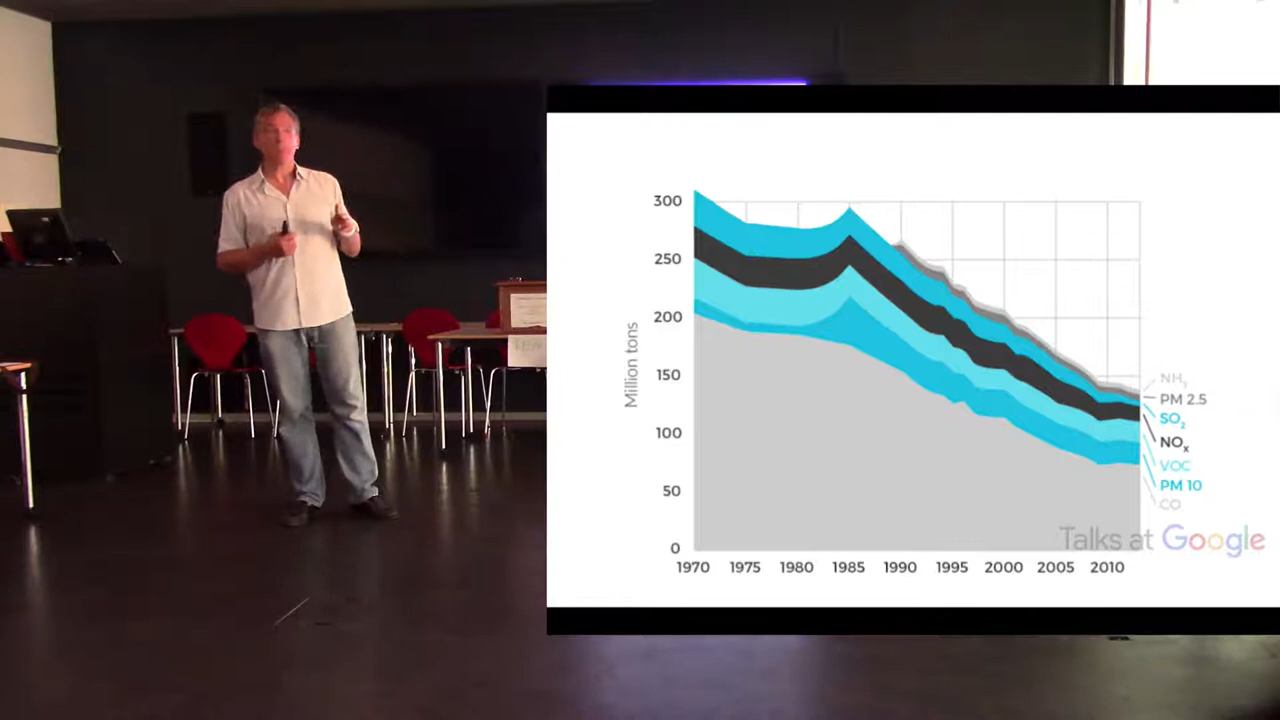 300
250
200
150
100
50
0
Million tons
1970 1975 1980 1985 1990 1995 2000 2005 2010
NH₃
PM 2.5
SO₂
NOₓ
VOC
PM 10
CO
Talks at Google